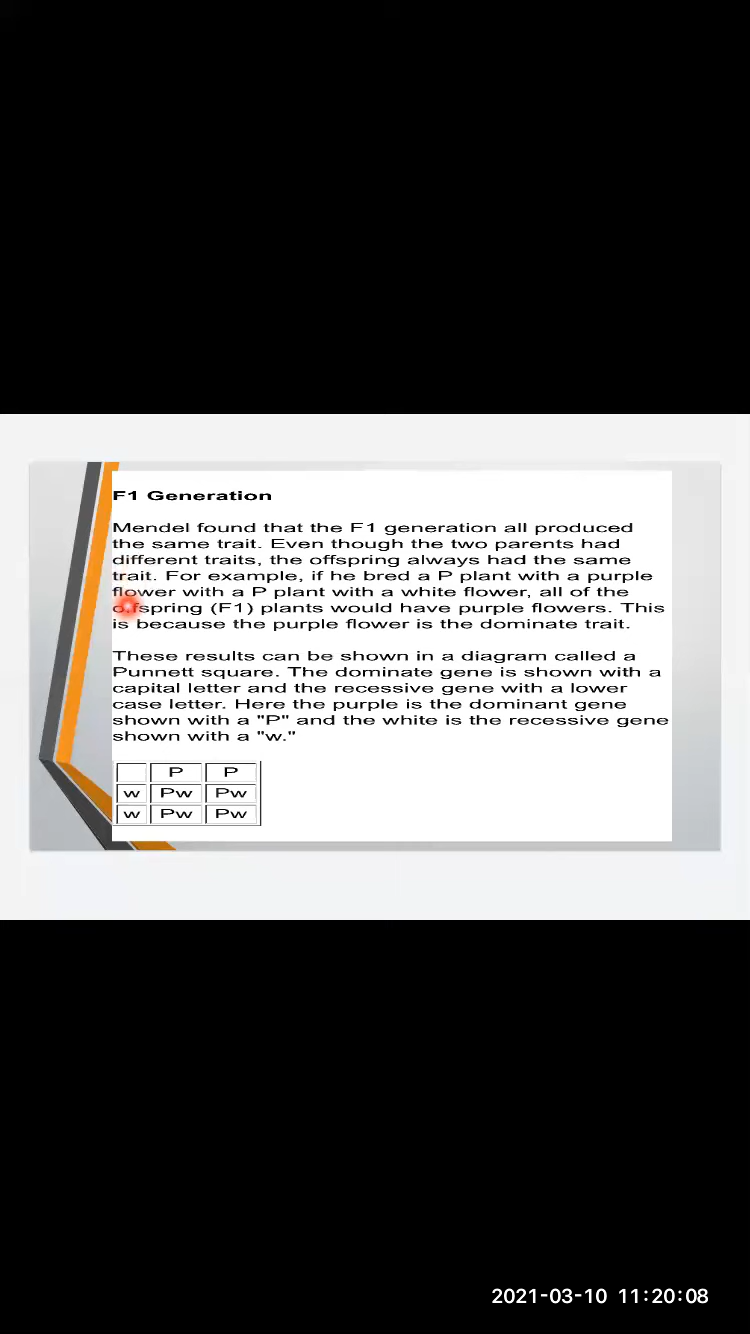 F1 Generation
Mendel found that the F1 generation all produced
the same trait. Even though the two parents had
different traits, the offspring always had the same
trait. For example, if he bred a P plant with a purple
flower with a P plant with a white flower, all of the
offspring (F1) plants would have purple flowers. This
is because the purple flower is the dominate trait.
These results can be shown in a diagram called a
Punnett square. The dominate gene is shown with a
capital letter and the recessive gene with a lower
case letter. Here the purple is the dominant gene
shown with a "P" and the white is the recessive gene
shown with a "w."
P P
w Pw Pw
w Pw Pw
2021-03-10 11:20:08